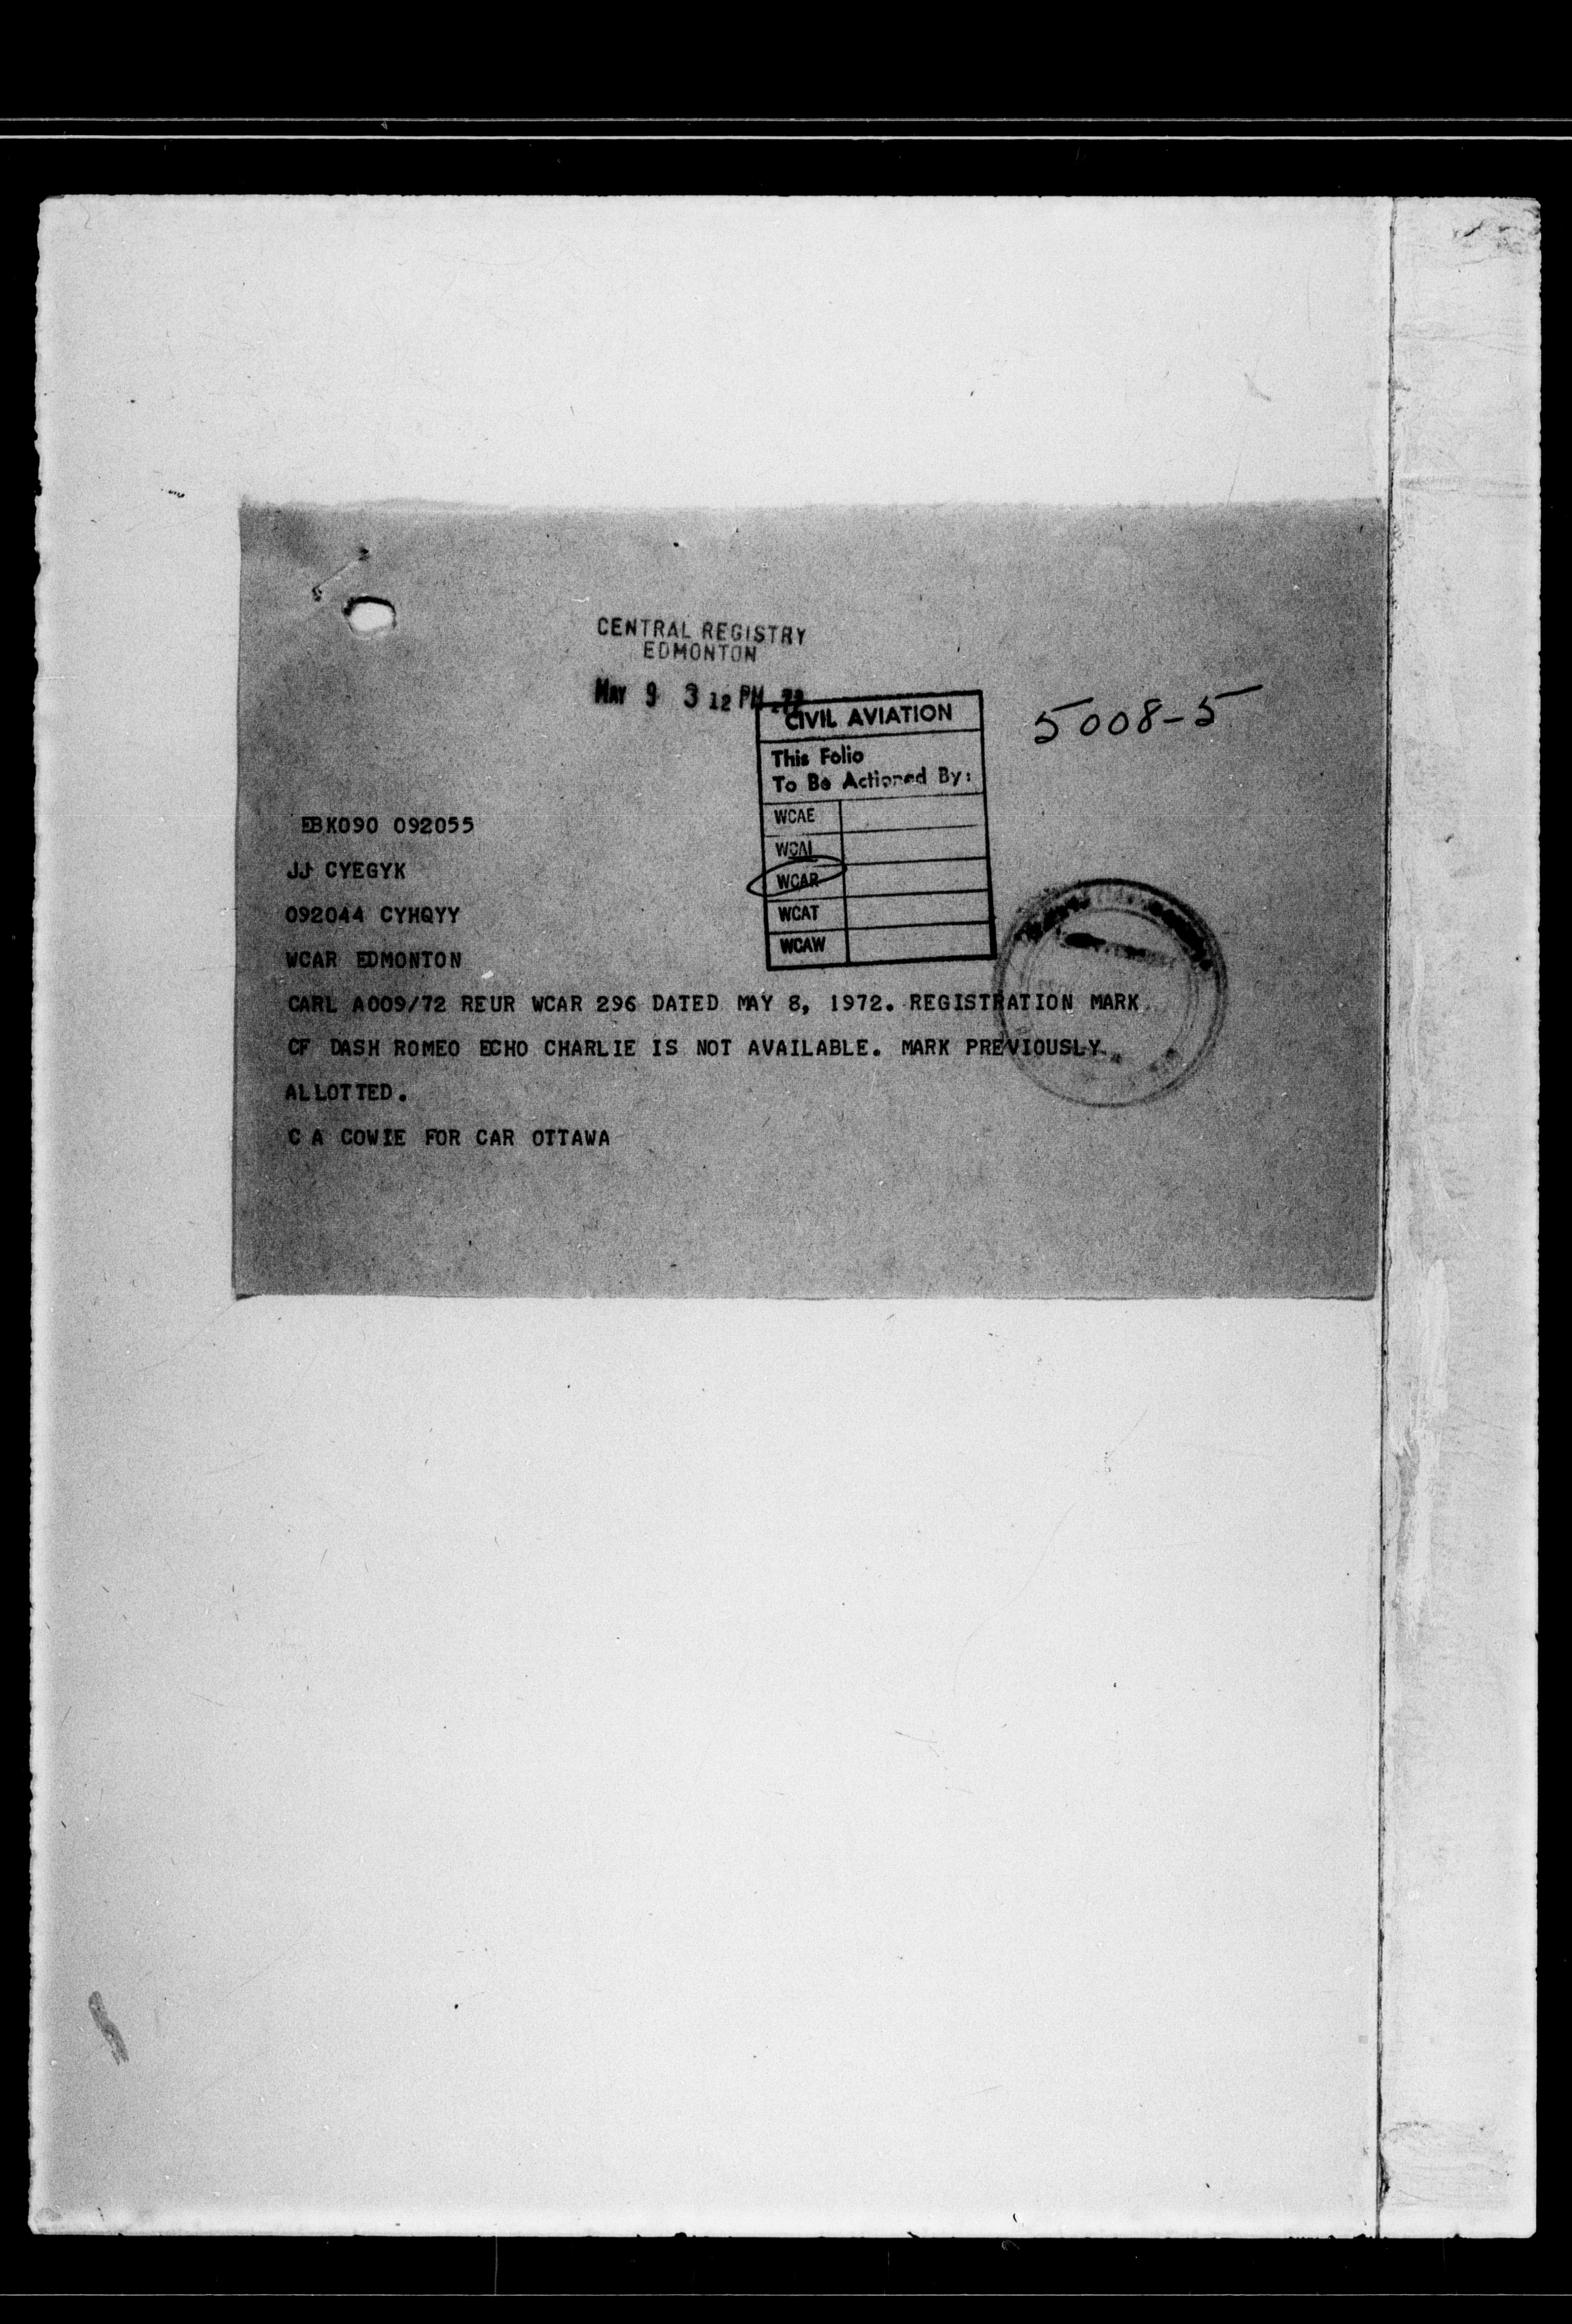 CENTRAL REGISTRY
EDMONTON
MAY 9 3 12 PM '72
CIVIL AVIATION
This Folio
To Be Actioned By:
WCAE
WCAI
WCAR
WCAT
WCAW
5008-5
EBK090 092055
JJ CYEGYK
092044 CYHQYY
WCAR EDMONTON
CARL A009/72 REUR WCAR 296 DATED MAY 8, 1972. REGISTRATION MARK
CF DASH ROMEO ECHO CHARLIE IS NOT AVAILABLE. MARK PREVIOUSLY
ALLOTTED.
C A COWIE FOR CAR OTTAWA